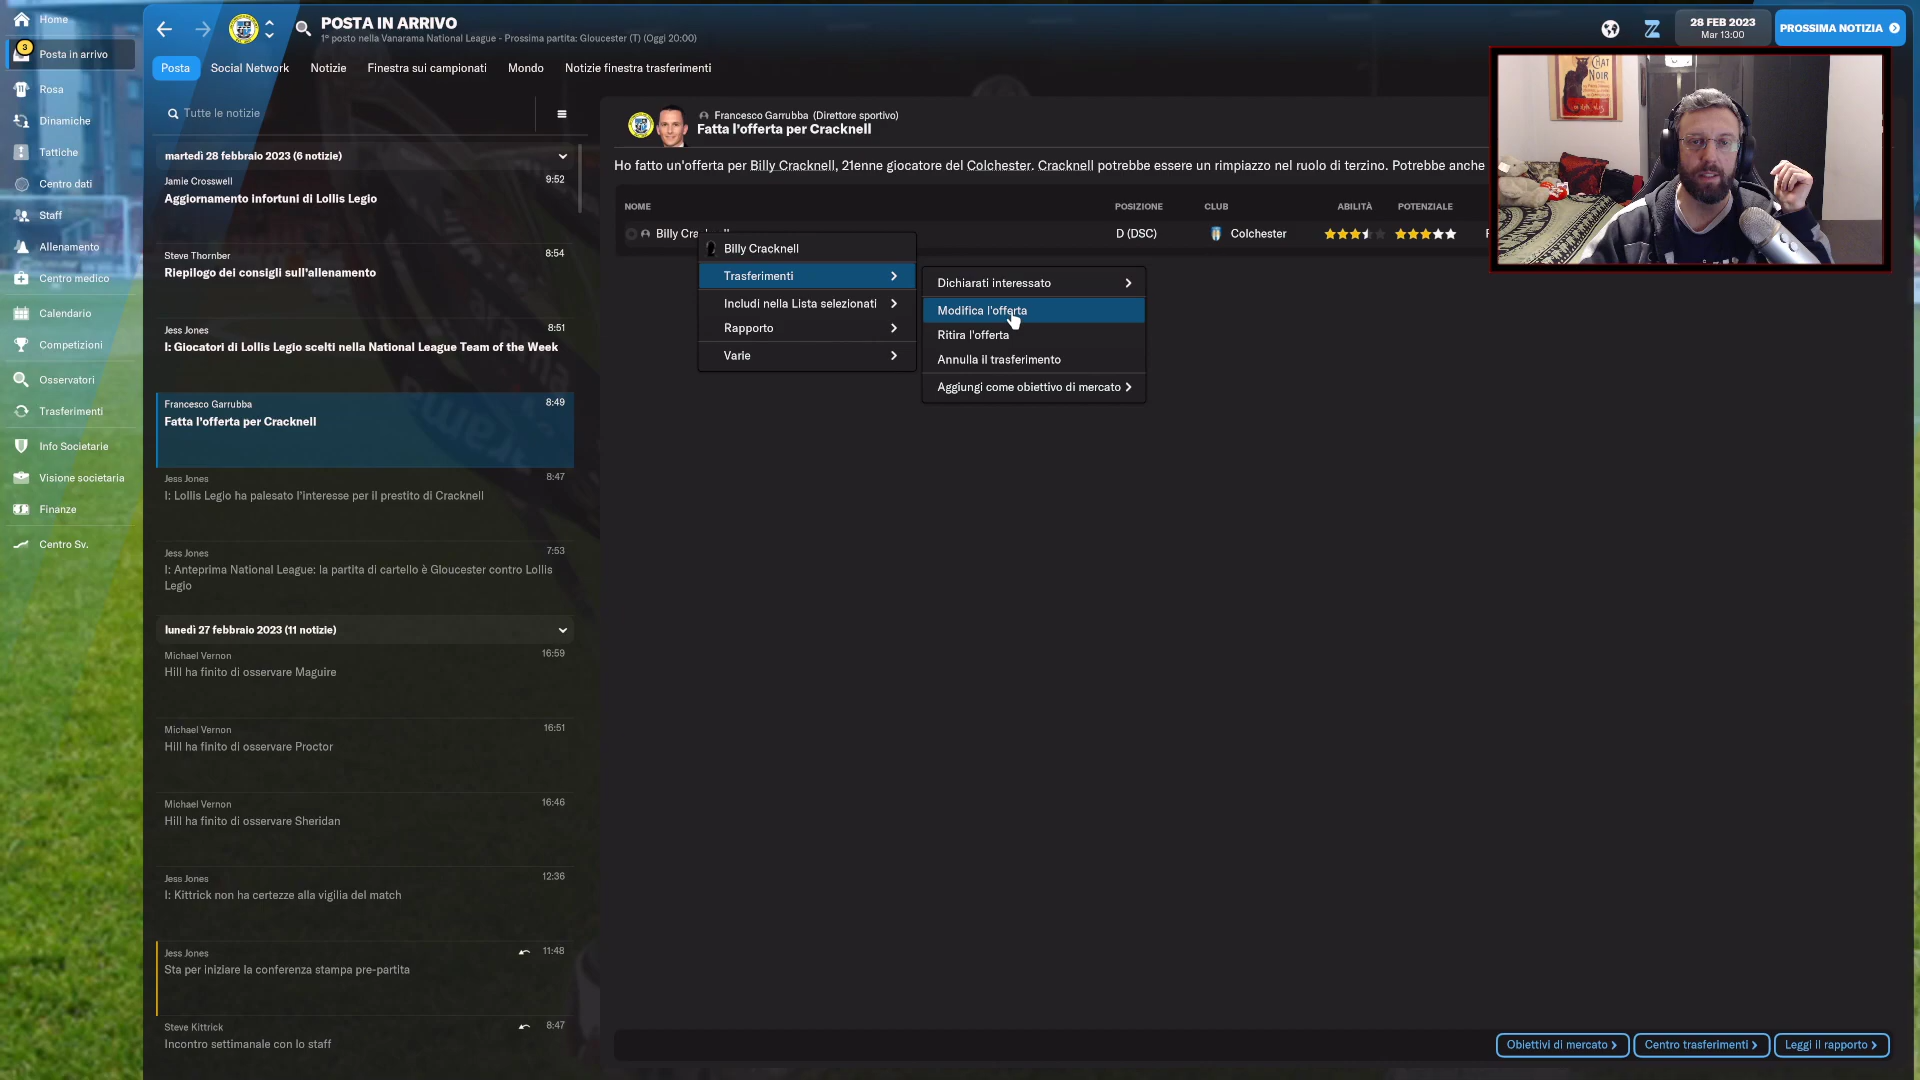 Home
3
Posta in arrivo
Rosa
Dinamiche
Tattiche
Centro dati
Staff
Allenamento
Centro medico
Calendario
Competizioni
Osservatori
Trasferimenti
Info Societarie
Visione societaria
Finanze
Centro Sv.
POSTA IN ARRIVO
1° posto nella Vanarama National League - Prossima partita: Gloucester (T) (Oggi 20:00)
28 FEB 2023
Mar 13:00
PROSSIMA NOTIZIA
Posta
Social Network
Notizie
Finestra sui campionati
Mondo
Notizie finestra trasferimenti
Tutte le notizie
martedì 28 febbraio 2023 (6 notizie)
Jamie Crosswell 9:52
Aggiornamento infortuni di Lollis Legio
Steve Thornber 8:54
Riepilogo dei consigli sull'allenamento
Jess Jones 8:51
I: Giocatori di Lollis Legio scelti nella National League Team of the Week
Francesco Garrubba 8:49
Fatta l'offerta per Cracknell
Jess Jones 8:47
I: Lollis Legio ha palesato l'interesse per il prestito di Cracknell
Jess Jones 7:53
I: Anteprima National League: la partita di cartello è Gloucester contro Lollis
Legio
lunedì 27 febbraio 2023 (11 notizie)
Michael Vernon 16:59
Hill ha finito di osservare Maguire
Michael Vernon 16:51
Hill ha finito di osservare Proctor
Michael Vernon 16:46
Hill ha finito di osservare Sheridan
Jess Jones 12:36
I: Kittrick non ha certezze alla vigilia del match
Jess Jones 11:48
Sta per iniziare la conferenza stampa pre-partita
Steve Kittrick 8:47
Incontro settimanale con lo staff
Francesco Garrubba (Direttore sportivo)
Fatta l'offerta per Cracknell
Ho fatto un'offerta per Billy Cracknell, 21enne giocatore del Colchester. Cracknell potrebbe essere un rimpiazzo nel ruolo di terzino. Potrebbe anche
NOME POSIZIONE CLUB ABILITÀ POTENZIALE
Billy D (DSC) Colchester
Billy Cracknell
Trasferimenti
Includi nella Lista selezionati
Rapporto
Varie
Dichiarati interessato
Modifica l'offerta
Ritira l'offerta
Annulla il trasferimento
Aggiungi come obiettivo di mercato
CHAT
NOIR
Obiettivi di mercato
Centro trasferimenti
Leggi il rapporto